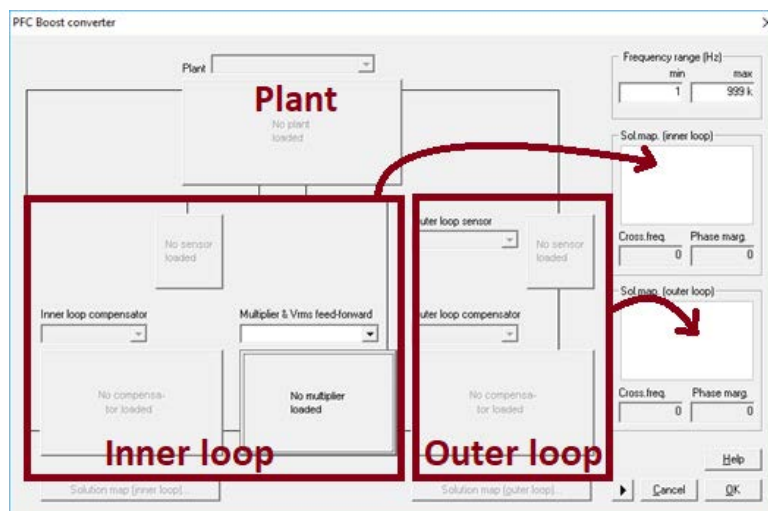 PFC Boost converter
Plant
Plant
No plant
loaded
Frequency range (Hz)
min max
1 999 k
Sol.map. (inner loop)
Cross.freq. Phase marg.
0 0
No sensor
loaded
outer loop sensor
No sensor
loaded
Sol.map. (outer loop)
Inner loop compensator
Multiplier & Vrms feed-forward
outer loop compensator
No compensa-
tor loaded
No multiplier
loaded
No compensa-
tor loaded
Cross.freq. Phase marg.
0 0
Inner loop
Outer loop
Help
Solution map (inner loop)...
Solution map (outer loop)...
Cancel
OK